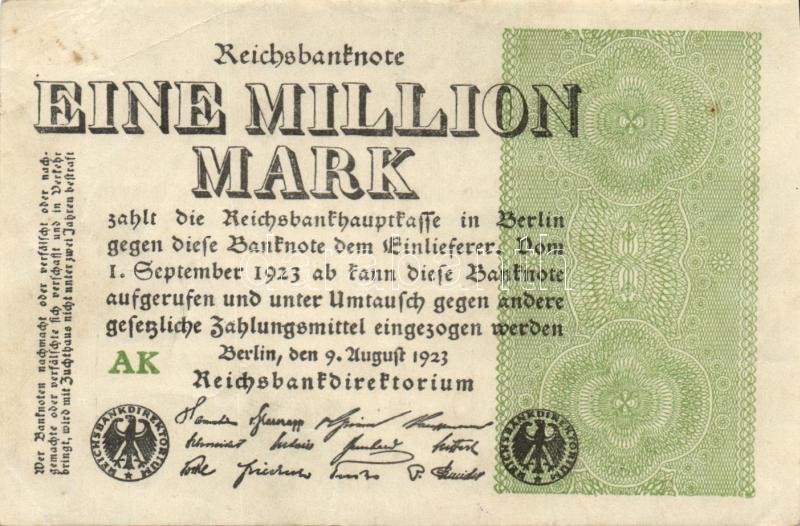 Reichsbanknote
EINE MILLION
MARK
zahlt die Reichsbankhauptkasse in Berlin
gegen diese Banknote dem Einlieferer. Vom
1. September 1923 ab kann diese Banknote
aufgerufen und unter Umtausch gegen andere
gesetzliche Zahlungsmittel eingezogen werden
Berlin, den 9. August 1923
Reichsbankdirektorium
AK
Wer Banknoten nachmacht oder verfälscht oder nach-
gemachte oder verfälschte sich verschafft und in Verkehr
bringt, wird mit Zuchthaus nicht unter zwei Jahren bestraft
REICHSBANKDIREKTORIUM
REICHSBANKDIREKTORIUM